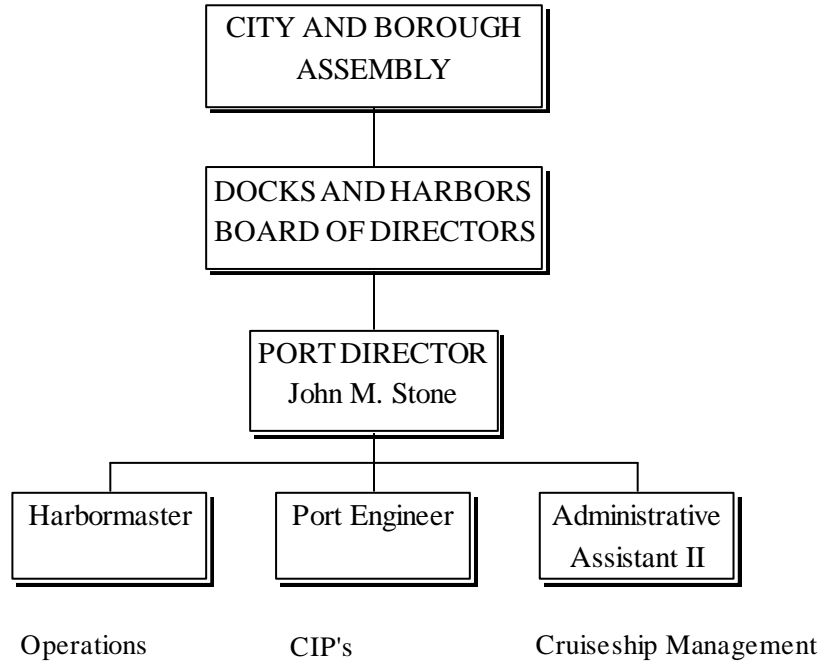 CITY AND BOROUGH
ASSEMBLY
DOCKS AND HARBORS
BOARD OF DIRECTORS
PORT DIRECTOR
John M. Stone
Harbormaster
Port Engineer
Administrative
Assistant II
Operations
CIP's
Cruiseship Management